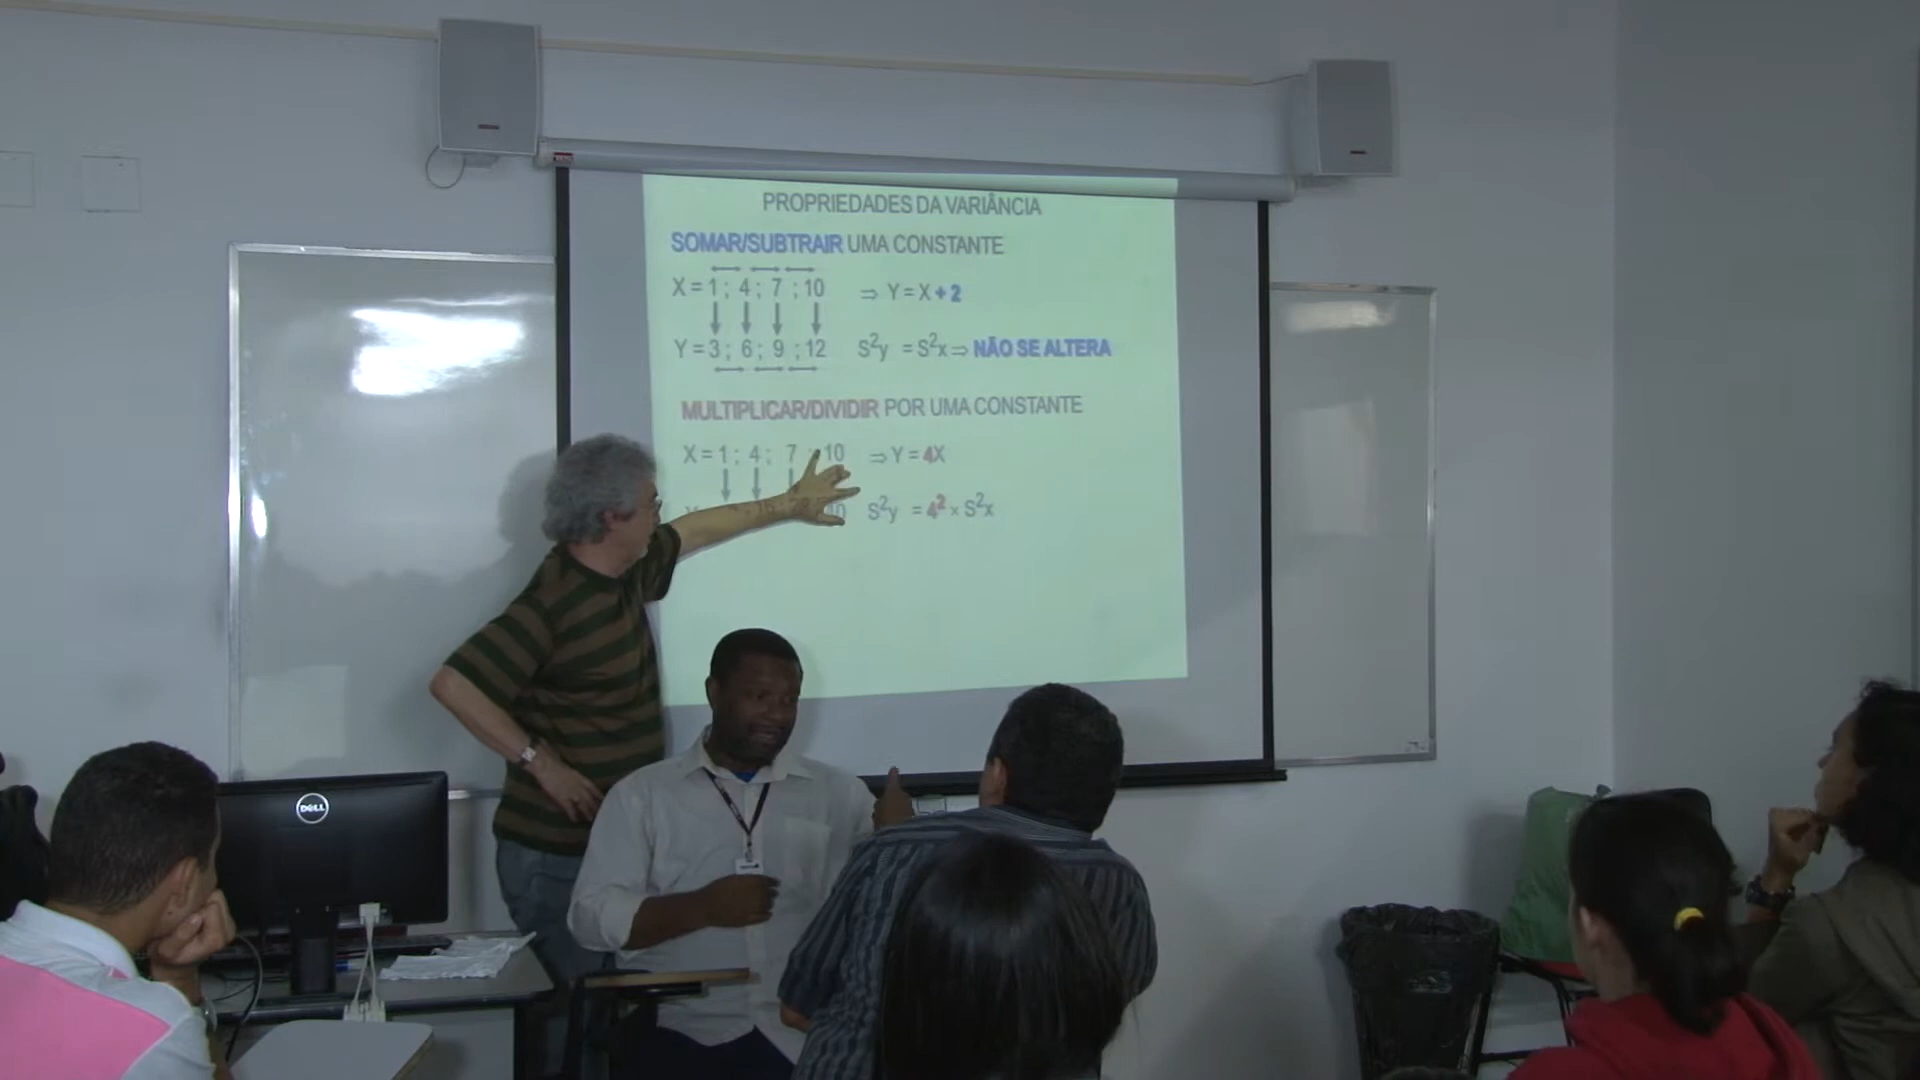 PROPRIEDADES DA VARIÂNCIA
SOMAR/SUBTRAIR UMA CONSTANTE
X = 1 ; 4 ; 7 ; 10 ⇒ Y = X + 2
Y = 3 ; 6 ; 9 ; 12 S²y = S²x ⇒ NÃO SE ALTERA
MULTIPLICAR/DIVIDIR POR UMA CONSTANTE
X = 1 ; 4 ; 7 ; 10 ⇒ Y = 4X
S²y = 4² × S²x
DELL